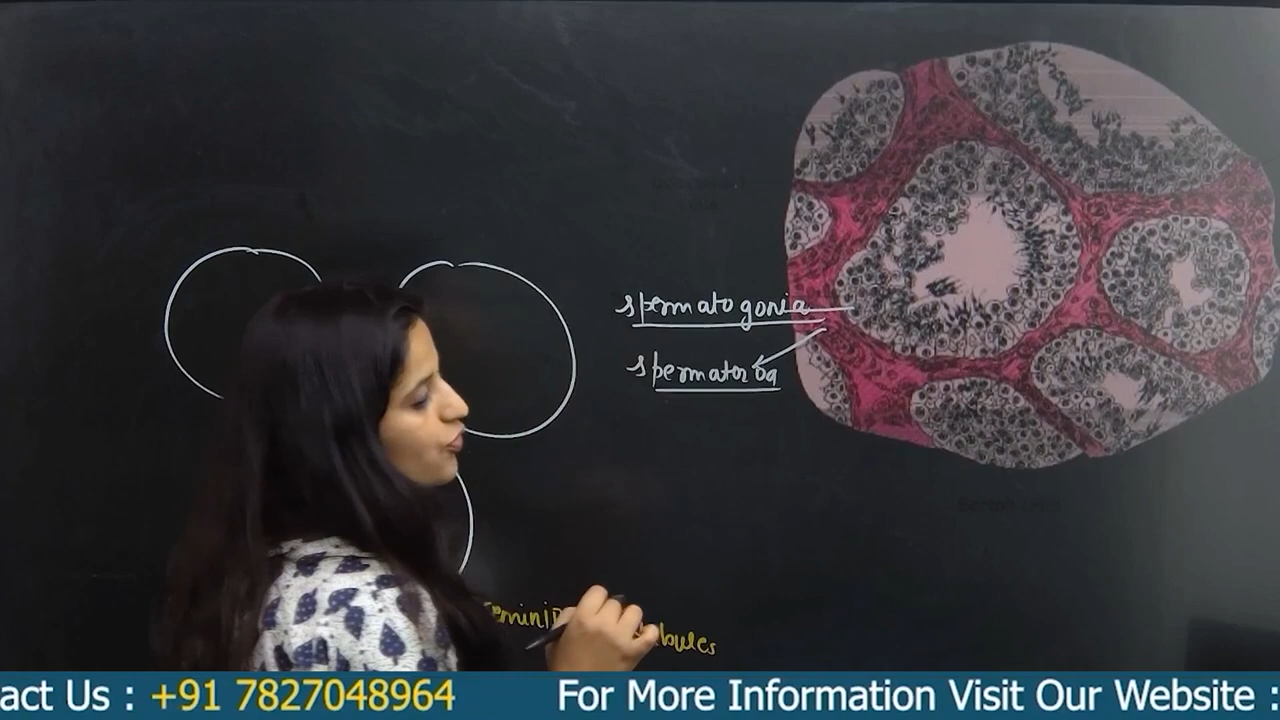 spermatogonia
spermatozoa
act Us : +91 7827048964 For More Information Visit Our Website :